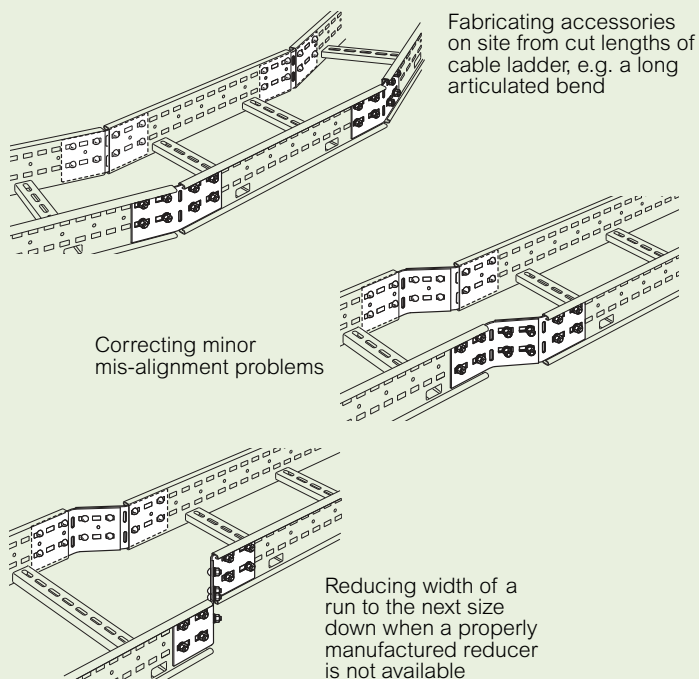 Fabricating accessories
on site from cut lengths of
cable ladder, e.g. a long
articulated bend
Correcting minor
mis-alignment problems
Reducing width of a
run to the next size
down when a properly
manufactured reducer
is not available